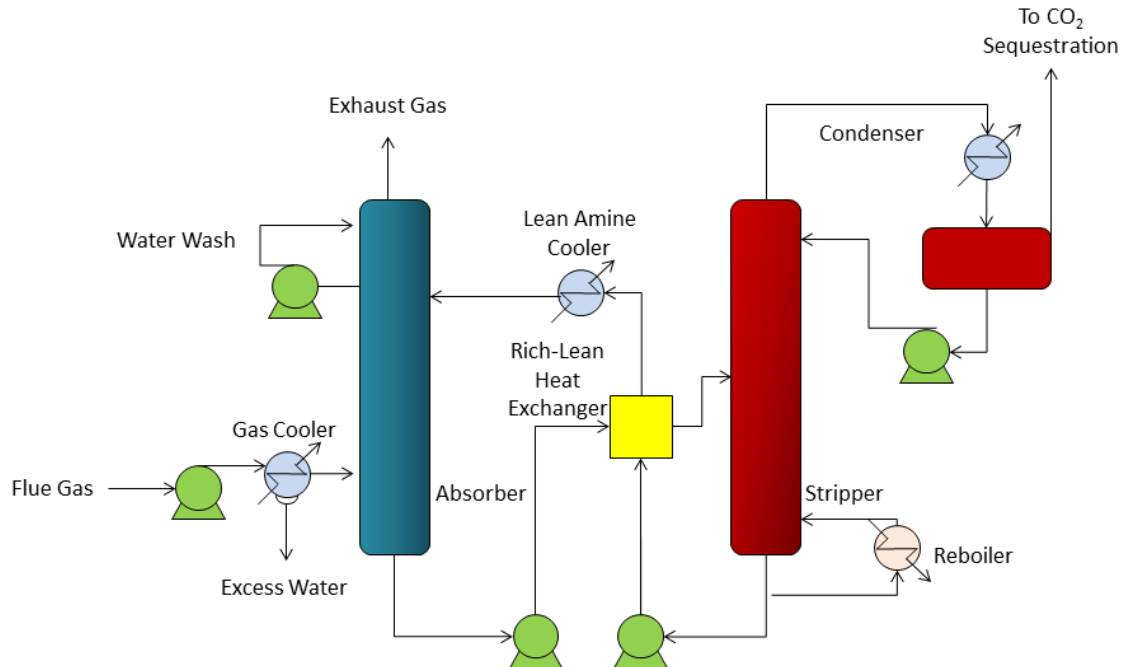 To CO₂
Sequestration
Exhaust Gas
Condenser
Lean Amine
Cooler
Water Wash
Rich-Lean
Heat
Exchanger
Gas Cooler
Flue Gas
Absorber
Stripper
Reboiler
Excess Water